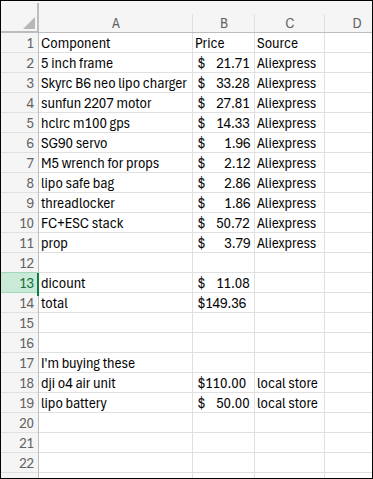 A B C D
1 Component Price Source
2 5 inch frame $ 21.71 Aliexpress
3 Skyrc B6 neo lipo charger $ 33.28 Aliexpress
4 sunfun 2207 motor $ 27.81 Aliexpress
5 hclrc m100 gps $ 14.33 Aliexpress
6 SG90 servo $ 1.96 Aliexpress
7 M5 wrench for props $ 2.12 Aliexpress
8 lipo safe bag $ 2.86 Aliexpress
9 threadlocker $ 1.86 Aliexpress
10 FC+ESC stack $ 50.72 Aliexpress
11 prop $ 3.79 Aliexpress
12
13 dicount $ 11.08
14 total $149.36
15
16
17 I'm buying these
18 dji o4 air unit $110.00 local store
19 lipo battery $ 50.00 local store
20
21
22